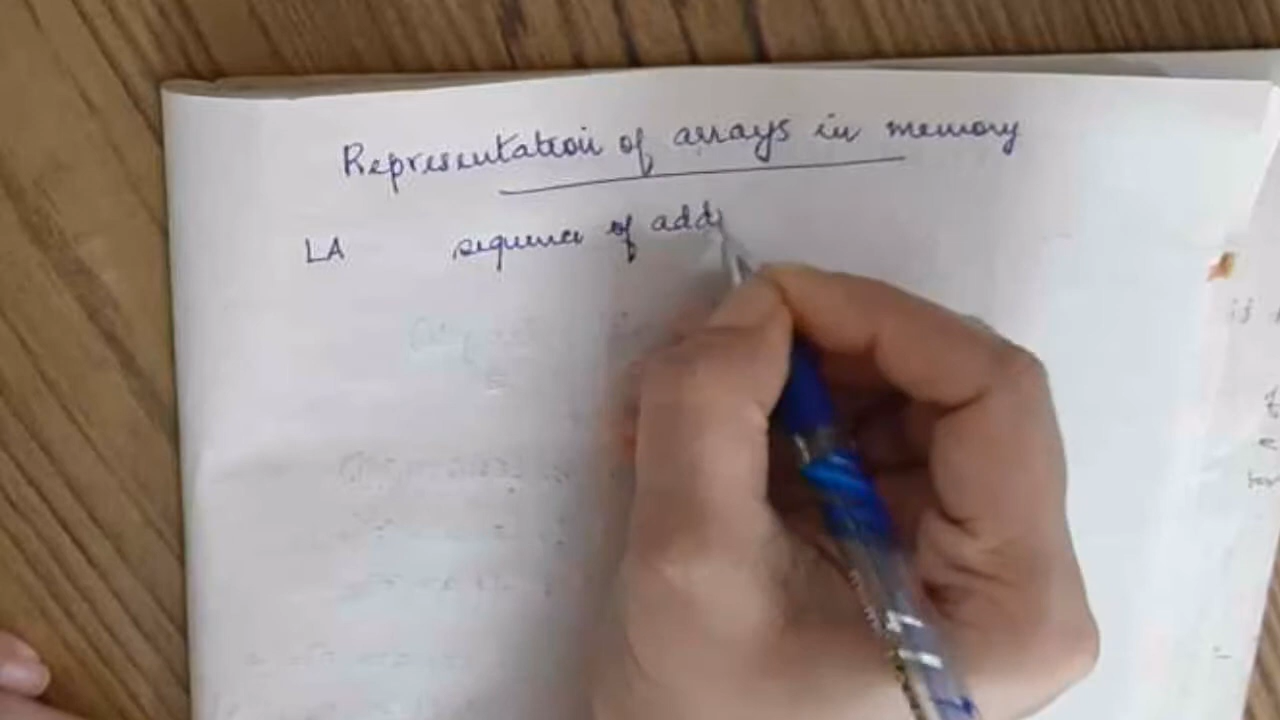 Representation of arrays in memory
LA sequence of add